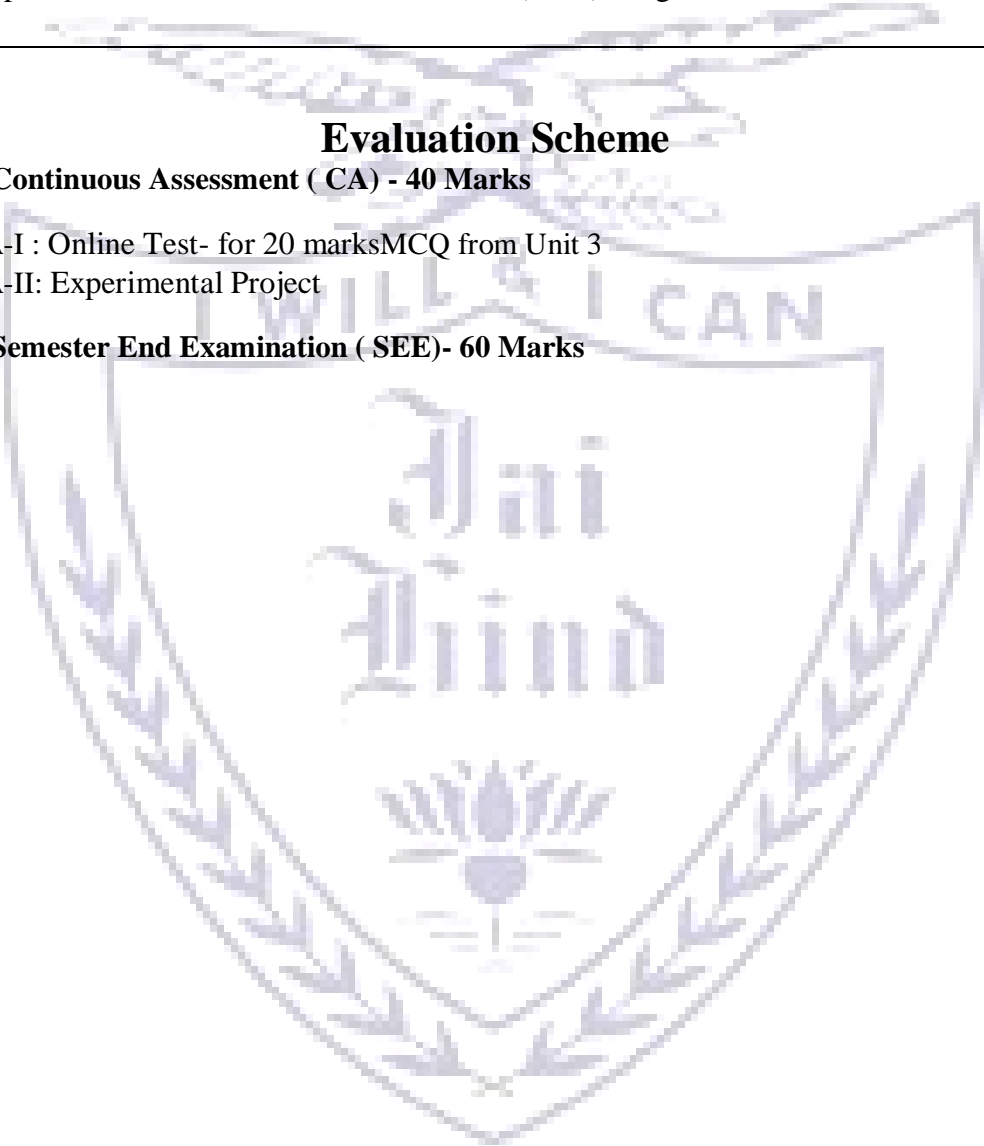 Evaluation Scheme
Continuous Assessment ( CA) - 40 Marks
A-I : Online Test- for 20 marksMCQ from Unit 3
A-II: Experimental Project
I WILL & I CAN
Semester End Examination ( SEE)- 60 Marks
Jai
Hind